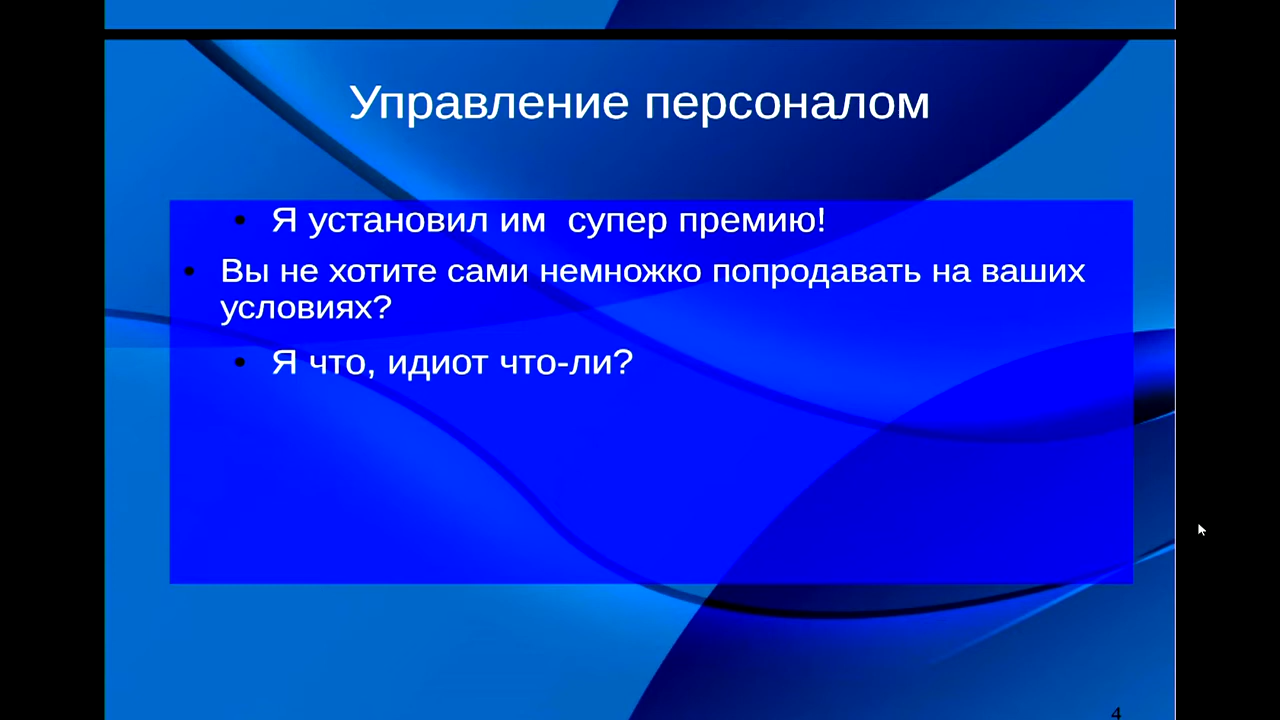 Управление персоналом
• Я установил им  супер премию!
• Вы не хотите сами немножко попродавать на ваших
условиях?
• Я что, идиот что-ли?
4